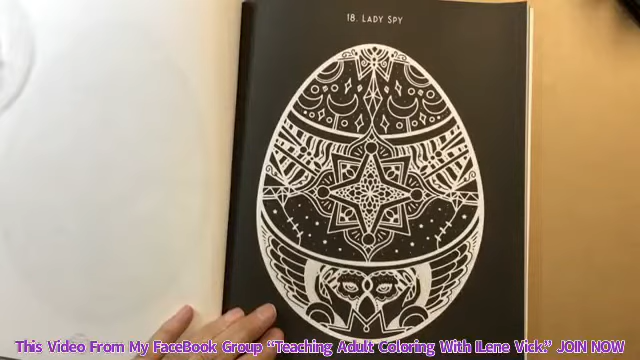 18. LADY SPY
This Video From My FaceBook Group "Teaching Adult Coloring With ILene Vick." JOIN NOW